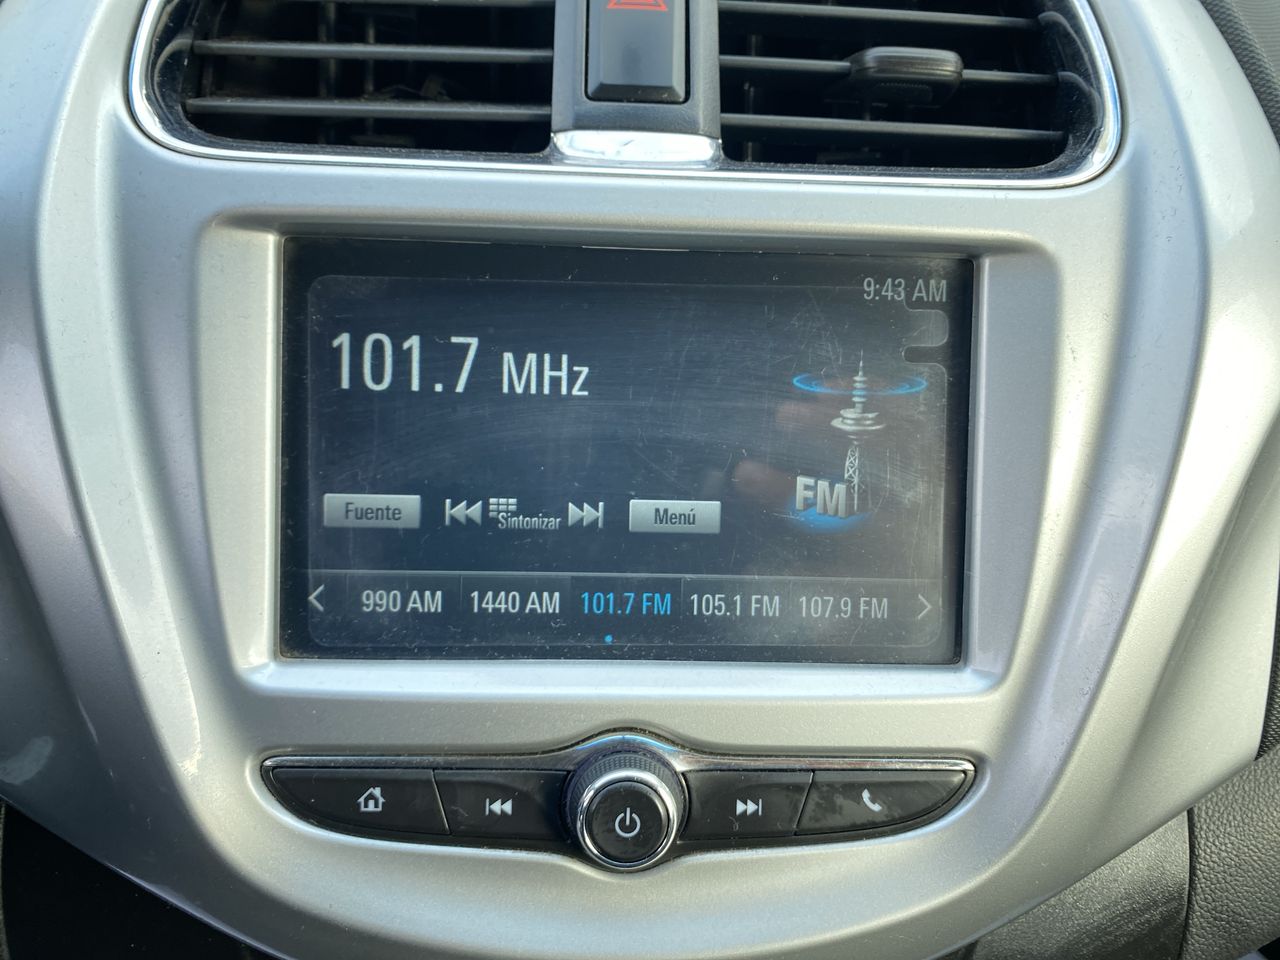 9:43 AM
101.7 MHz
FM
Fuente
Sintonizar
Menú
990 AM
1440 AM
101.7 FM
105.1 FM
107.9 FM